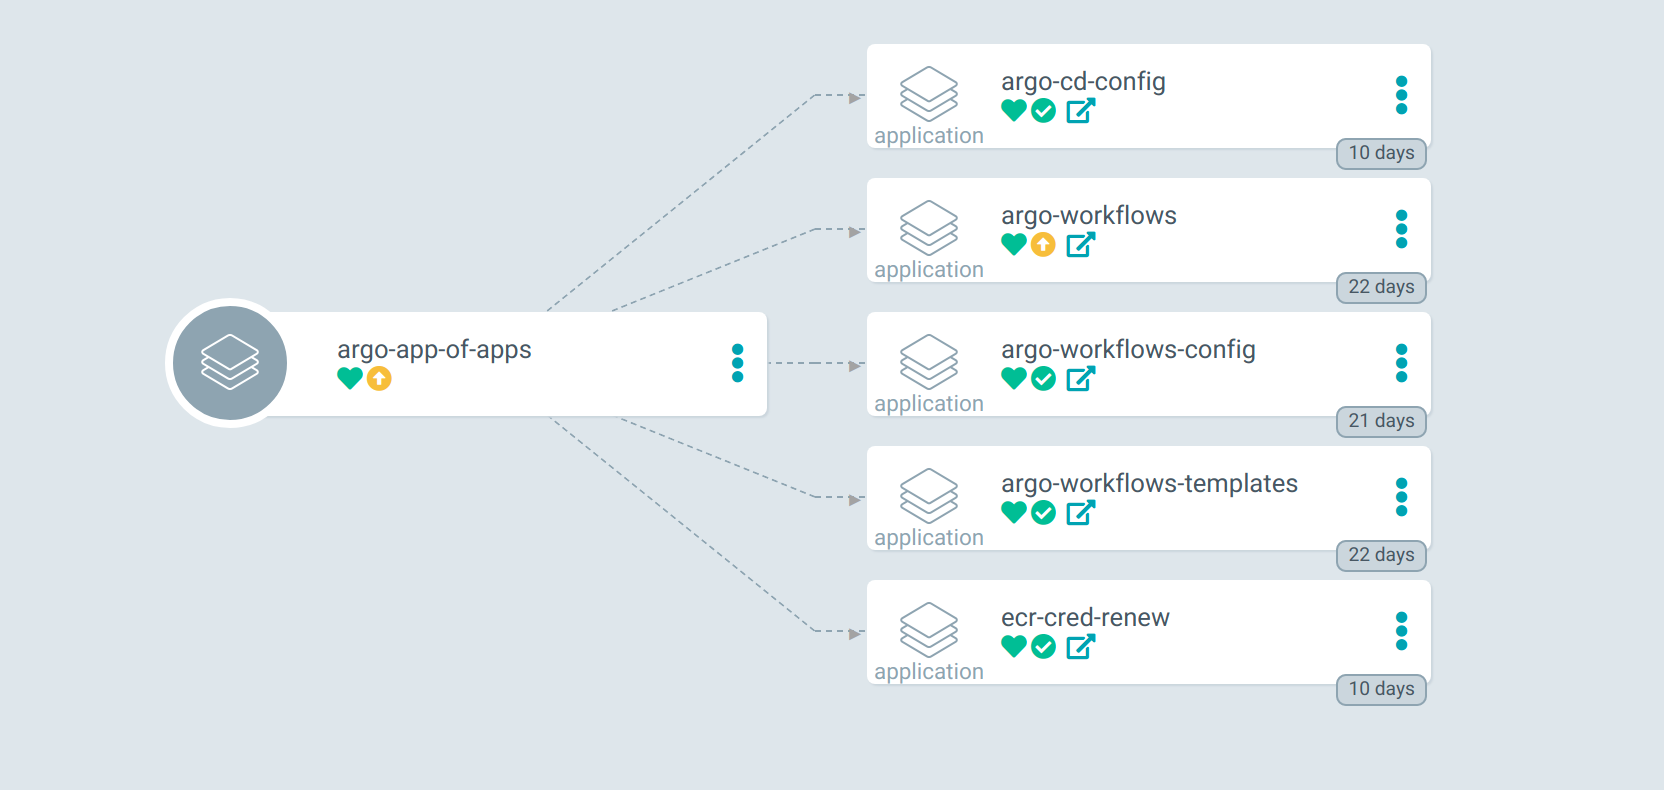 argo-app-of-apps
argo-cd-config
application
10 days
argo-workflows
application
22 days
argo-workflows-config
application
21 days
argo-workflows-templates
application
22 days
ecr-cred-renew
application
10 days